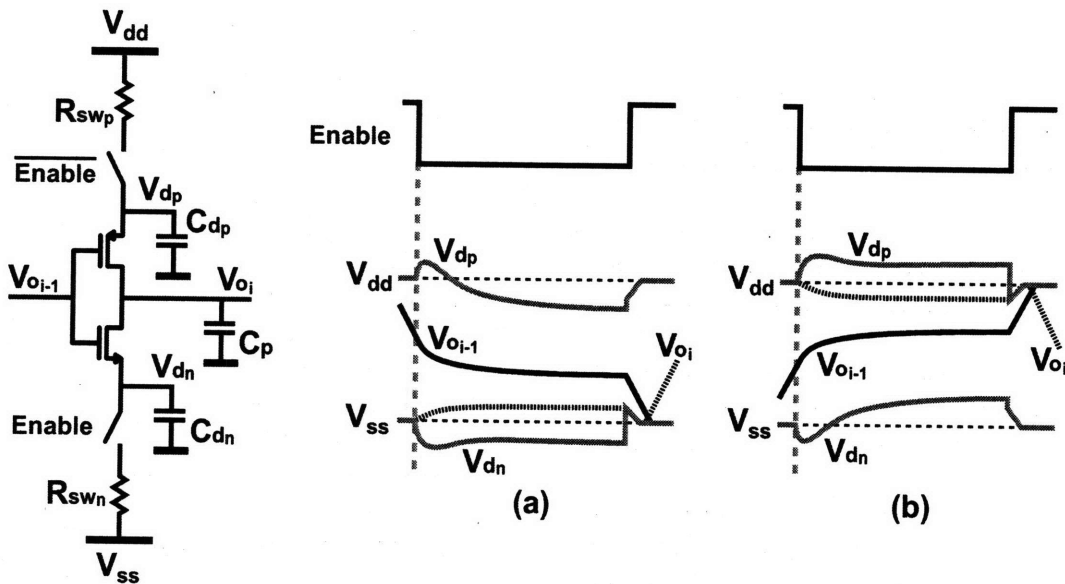 Vdd
Rswp
Enable
Vdp
Cdp
Voi-1
Voi
Cp
Vdn
Enable
Cdn
Rswn
Vss
Enable
Vdp
Vdd
Voi-1
Voi
Vss
Vdn
(a)
Vdp
Vdd
Voi-1
Voi
Vss
Vdn
(b)